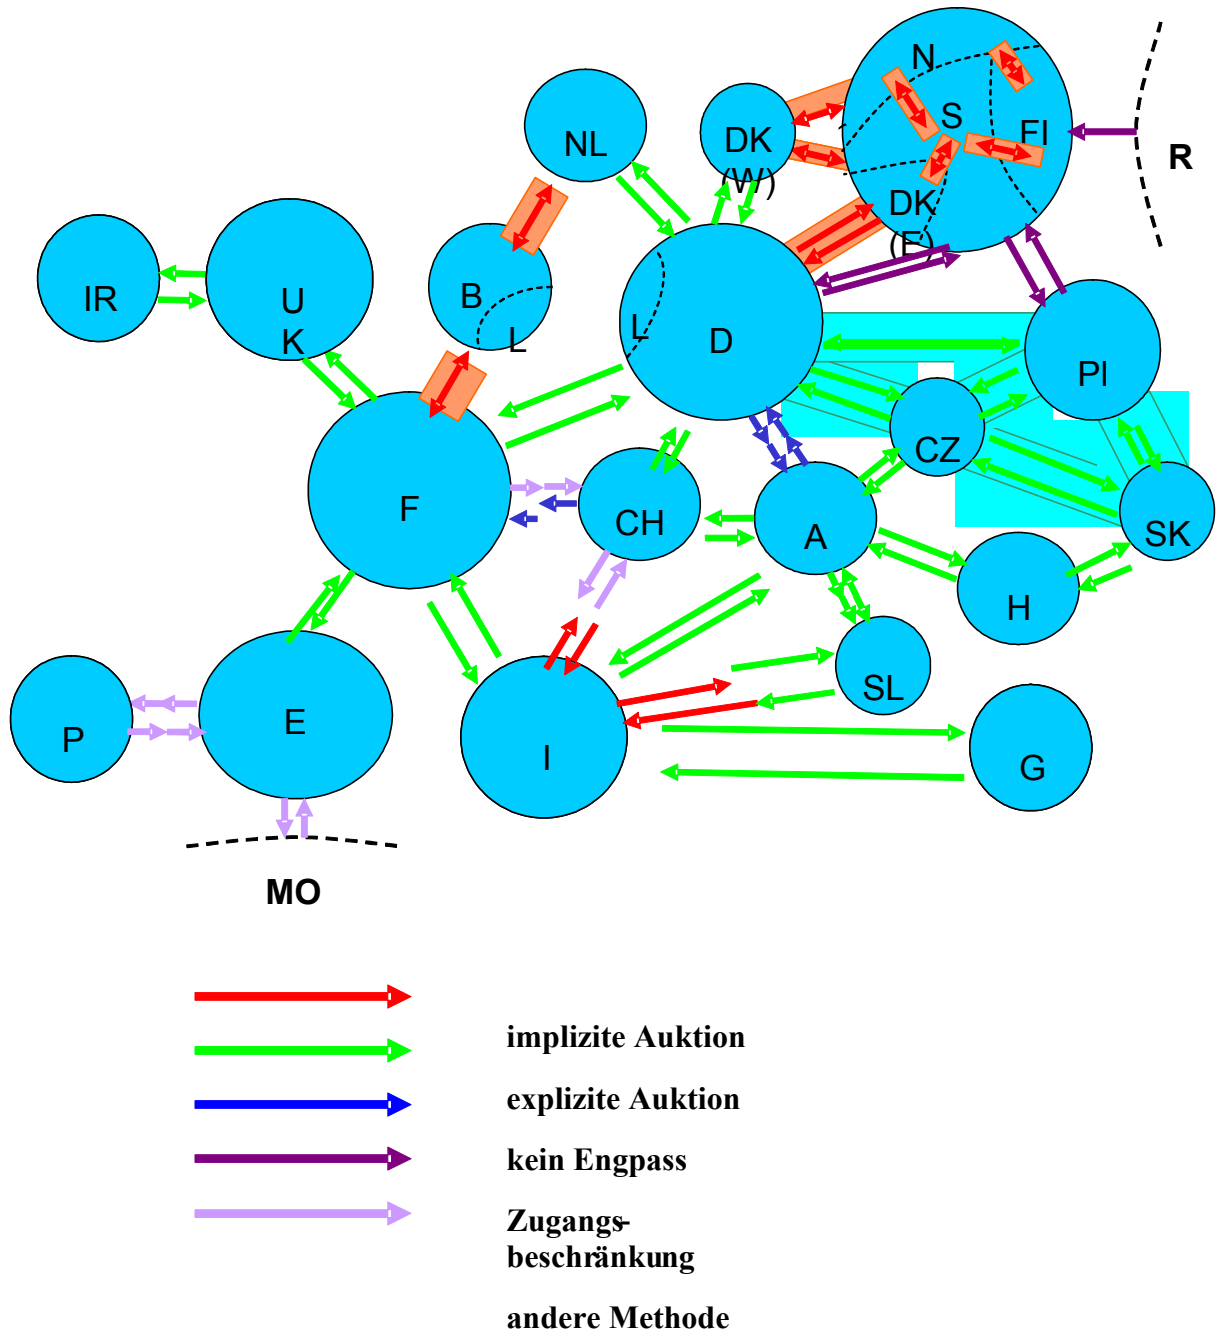 N
NL
DK
(W)
S
FI
R
DK
(E)
IR
U
K
B
L
L
D
PI
CZ
F
CH
A
SK
H
P
E
I
SL
G
MO
implizite Auktion
explizite Auktion
kein Engpass
Zugangs-
beschränkung
andere Methode